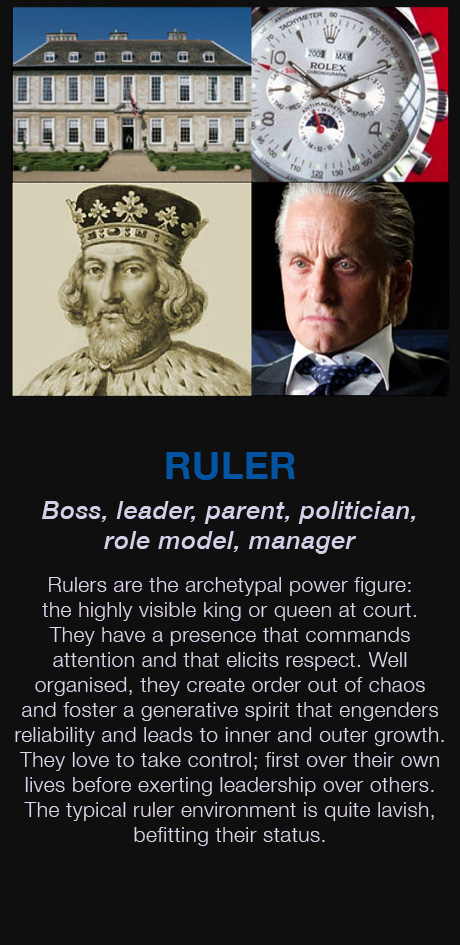 TACHYMETER
ROLEX
CHRONOGRAPHE
RULER
Boss, leader, parent, politician,
role model, manager
Rulers are the archetypal power figure:
the highly visible king or queen at court.
They have a presence that commands
attention and that elicits respect. Well
organised, they create order out of chaos
and foster a generative spirit that engenders
reliability and leads to inner and outer growth.
They love to take control; first over their own
lives before exerting leadership over others.
The typical ruler environment is quite lavish,
befitting their status.